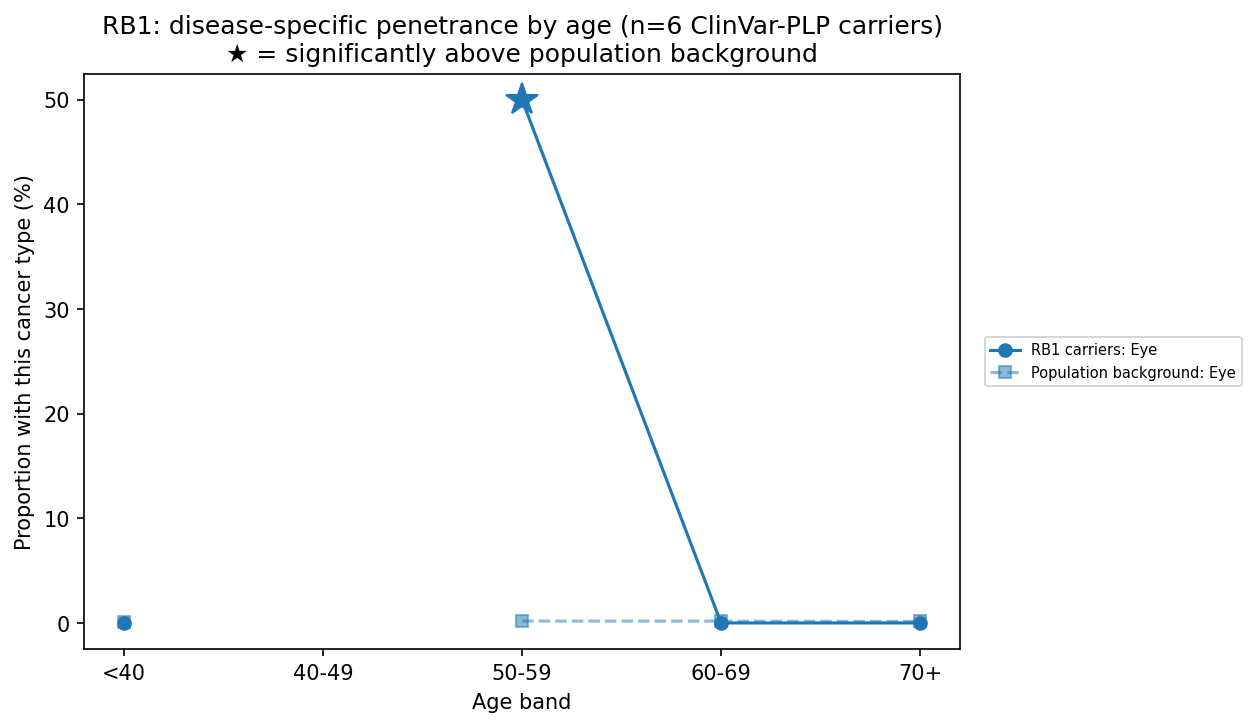 RB1: disease-specific penetrance by age (n=6 ClinVar-PLP carriers)
★ = significantly above population background
Proportion with this cancer type (%)
50
40
30
20
10
0
<40
40-49
50-59
60-69
70+
Age band
RB1 carriers: Eye
Population background: Eye